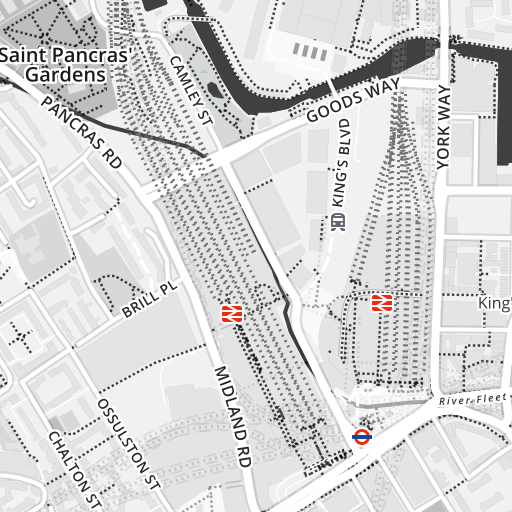 Saint Pancras'
Gardens
CAMLEY ST
PANCRAS RD
GOODS WAY
YORK WAY
KING'S BLVD
BRILL PL
King'
River Fleet
MIDLAND RD
OSSULSTON ST
CHALTON ST